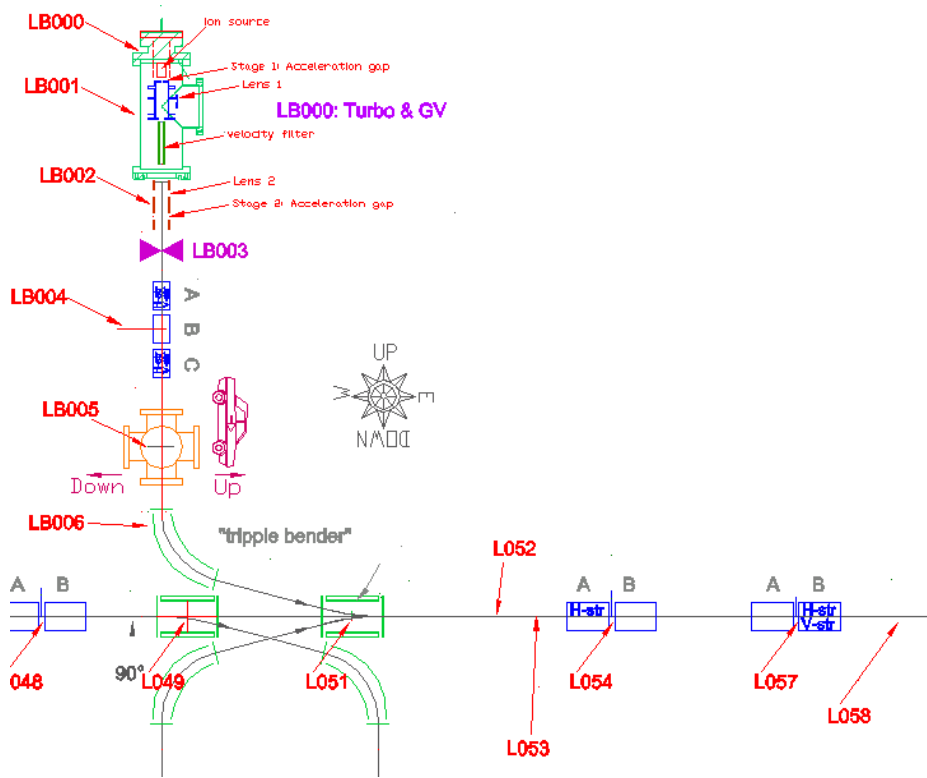 LB000
Ion source
Stage 1: Acceleration gap
LB001
Lens 1
LB000: Turbo & GV
velocity filter
LB002
Lens 2
Stage 2: Acceleration gap
LB003
A
LB004
B
C
UP
W
E
DOWN
LB005
Down
Up
LB006
"tripple bender"
L052
A
B
A
B
A
B
H-str
H-str
V-str
90°
048
L049
L051
L054
L057
L058
L053